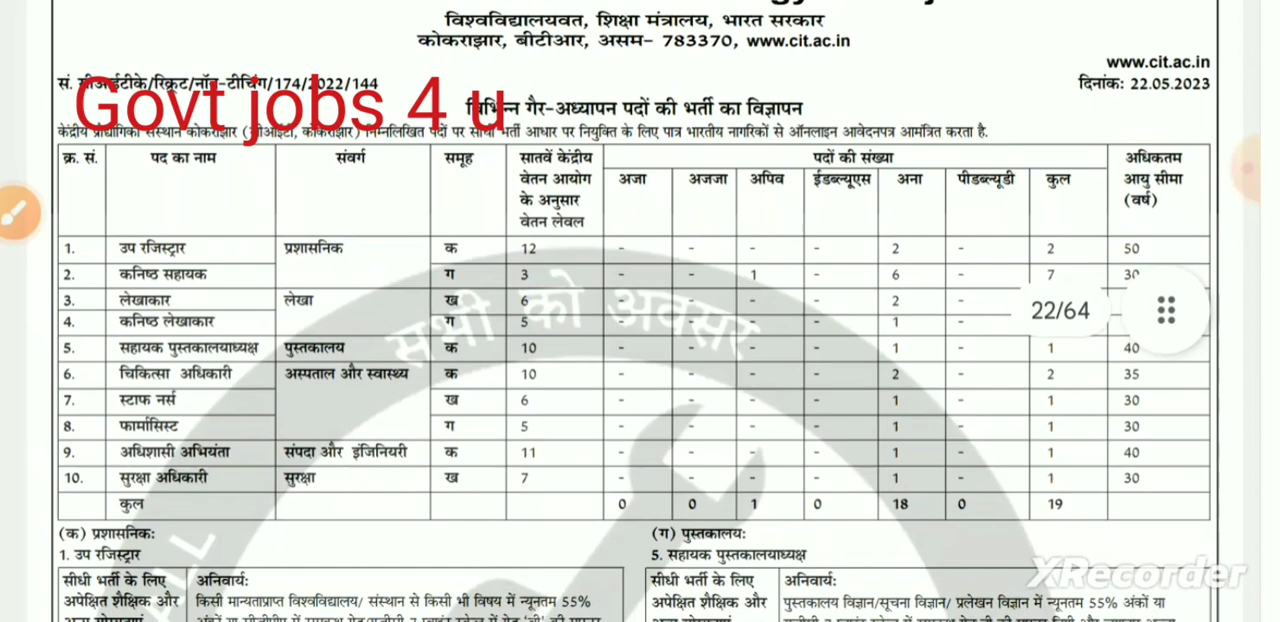 विश्वविद्यालयवत, शिक्षा मंत्रालय, भारत सरकार
कोकराझार, बीटीआर, असम- 783370, www.cit.ac.in
www.cit.ac.in
सं. सीआईटीके/रिक्रूट/नॉन-टीचिंग/174/2022/144
दिनांक: 22.05.2023
Govt jobs 4 u
विभिन्न गैर-अध्यापन पदों की भर्ती का विज्ञापन
केंद्रीय प्रौद्योगिकी संस्थान कोकराझार (सीआईटी, कोकराझार) निम्नलिखित पदों पर सीधी भर्ती आधार पर नियुक्ति के लिए पात्र भारतीय नागरिकों से ऑनलाइन आवेदनपत्र आमंत्रित करता है.
क्र. सं. पद का नाम संवर्ग समूह सातवें केंद्रीय वेतन आयोग के अनुसार वेतन लेवल पदों की संख्या अधिकतम आयु सीमा (वर्ष)
अजा अजजा अपिव ईडब्ल्यूएस अना पीडब्ल्यूडी कुल
1. उप रजिस्ट्रार प्रशासनिक क 12 - - - - 2 - 2 50
2. कनिष्ठ सहायक ग 3 - - 1 - 6 - 7 30
3. लेखाकार लेखा ख 6 - - - - 2 -
4. कनिष्ठ लेखाकार ग 5 - - - - 1 -
22/64
5. सहायक पुस्तकालयाध्यक्ष पुस्तकालय क 10 - - - - 1 - 1 40
6. चिकित्सा अधिकारी अस्पताल और स्वास्थ्य क 10 - - - - 2 - 2 35
7. स्टाफ नर्स ख 6 - - - - 1 - 1 30
8. फार्मासिस्ट ग 5 - - - - 1 - 1 30
9. अधिशासी अभियंता संपदा और इंजिनियरी क 11 - - - - 1 - 1 40
10. सुरक्षा अधिकारी सुरक्षा ख 7 - - - - 1 - 1 30
कुल 0 0 1 0 18 0 19
सभी को अवसर
(क) प्रशासनिक:
1. उप रजिस्ट्रार
सीधी भर्ती के लिए अनिवार्य:
अपेक्षित शैक्षिक और किसी मान्यताप्राप्त विश्वविद्यालय/ संस्थान से किसी भी विषय में न्यूनतम 55%
(ग) पुस्तकालय:
5. सहायक पुस्तकालयाध्यक्ष
सीधी भर्ती के लिए अनिवार्य:
अपेक्षित शैक्षिक और पुस्तकालय विज्ञान/सूचना विज्ञान/ प्रलेखन विज्ञान में न्यूनतम 55% अंकों या
XRecorder